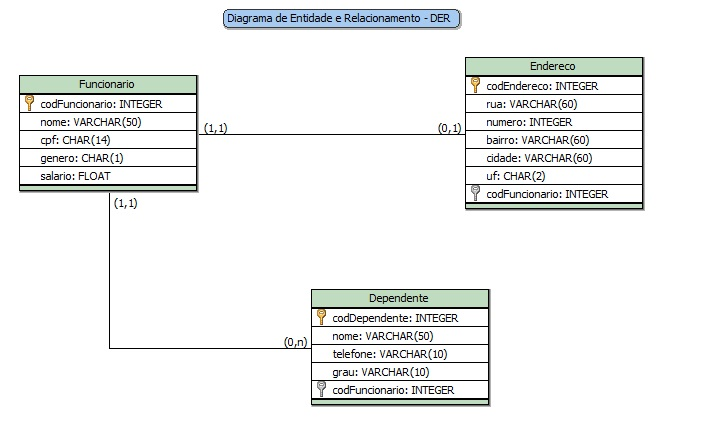 Diagrama de Entidade e Relacionamento - DER
Funcionario
codFuncionario: INTEGER
nome: VARCHAR(50)
cpf: CHAR(14)
genero: CHAR(1)
salario: FLOAT
(1,1)
(0,1)
Endereco
codEndereco: INTEGER
rua: VARCHAR(60)
numero: INTEGER
bairro: VARCHAR(60)
cidade: VARCHAR(60)
uf: CHAR(2)
codFuncionario: INTEGER
(1,1)
(0,n)
Dependente
codDependente: INTEGER
nome: VARCHAR(50)
telefone: VARCHAR(10)
grau: VARCHAR(10)
codFuncionario: INTEGER